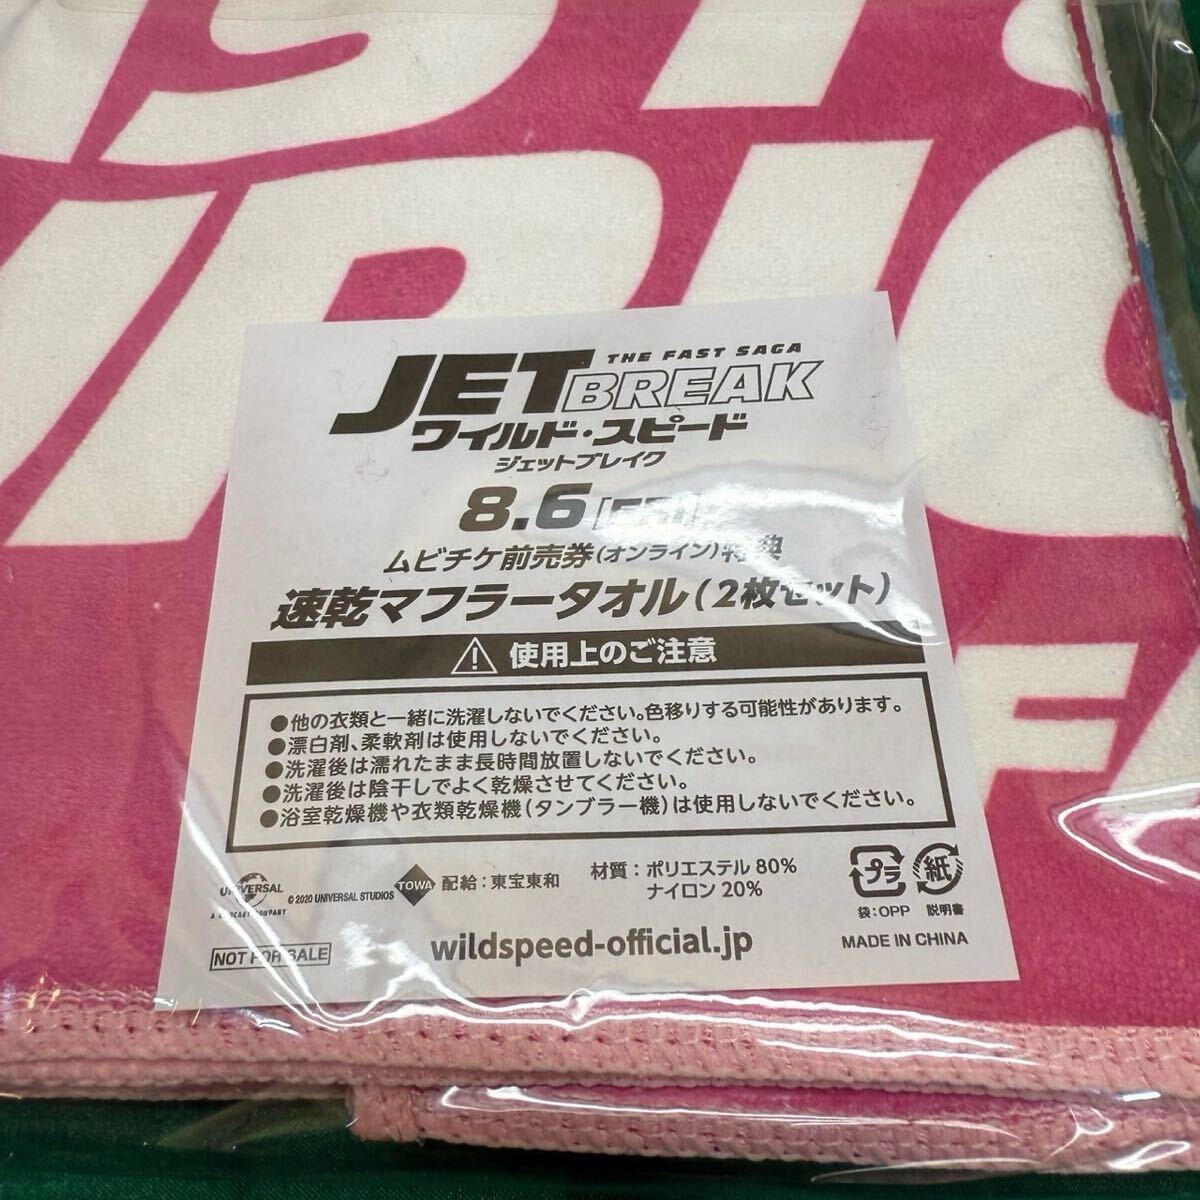 THE FAST SAGA
JET BREAK
ワイルド・スピード
ジェットブレイク
8.6 [FRI]
ムビチケ前売券(オンライン)特典
速乾マフラータオル(2枚セット)
使用上のご注意
●他の衣類と一緒に洗濯しないでください。色移りする可能性があります。
●漂白剤、柔軟剤は使用しないでください。
●洗濯後は濡れたまま長時間放置しないでください。
●洗濯後は陰干しでよく乾燥させてください。
●浴室乾燥機や衣類乾燥機(タンブラー機)は使用しないでください。
UNIVERSAL
A COMCAST COMPANY
© 2020 UNIVERSAL STUDIOS
TOWA
配給:東宝東和
材質:ポリエステル 80%
ナイロン 20%
プラ
紙
袋:OPP
説明書
NOT FOR SALE
wildspeed-official.jp
MADE IN CHINA